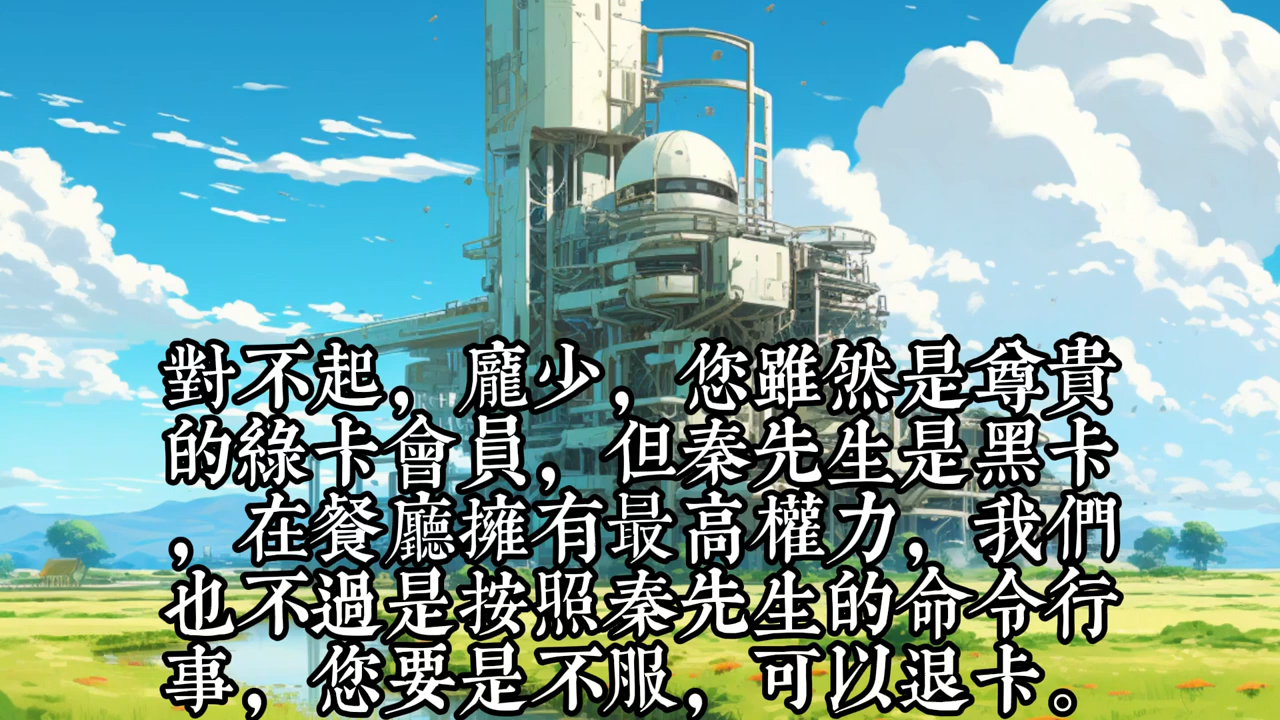 對不起，龐少，您雖然是尊貴
的綠卡會員，但秦先生是黑卡
，在餐廳擁有最高權力，我們
也不過是按照秦先生的命令行
事，您要是不服，可以退卡。